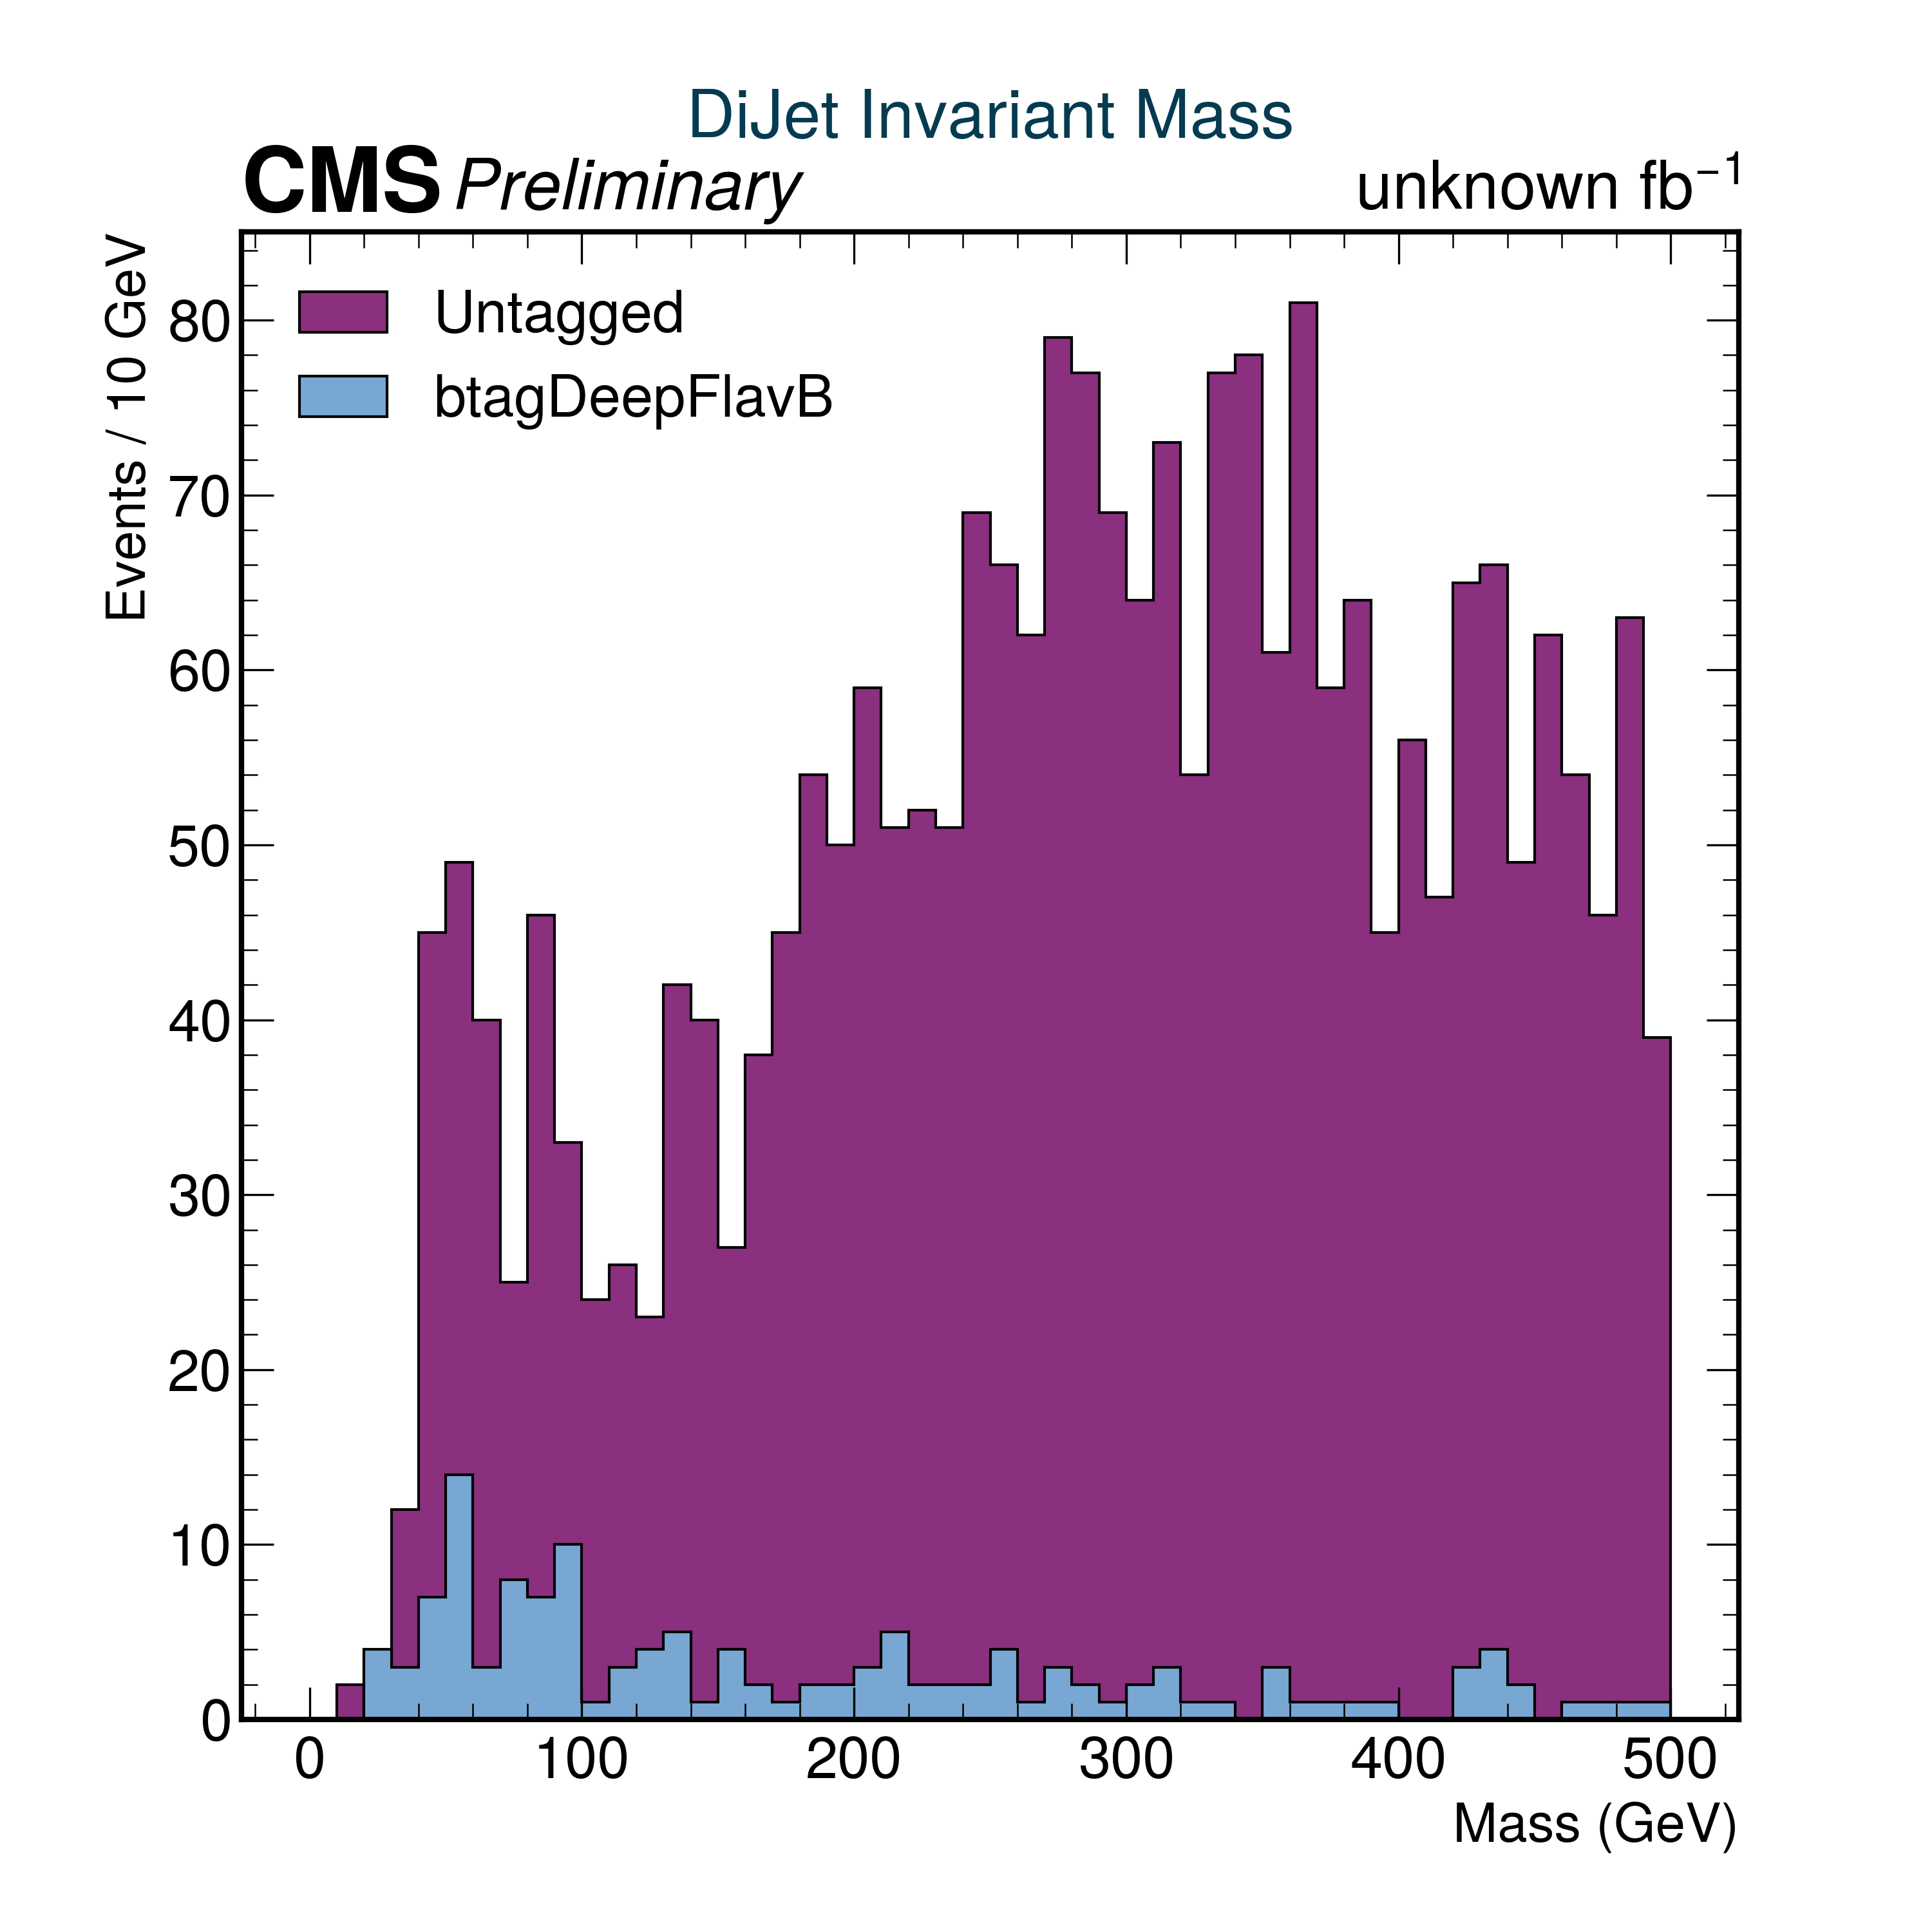 DiJet Invariant Mass
CMS Preliminary
unknown fb⁻¹
Events / 10 GeV
Untagged
btagDeepFlavB
80
70
60
50
40
30
20
10
0
0 100 200 300 400 500
Mass (GeV)